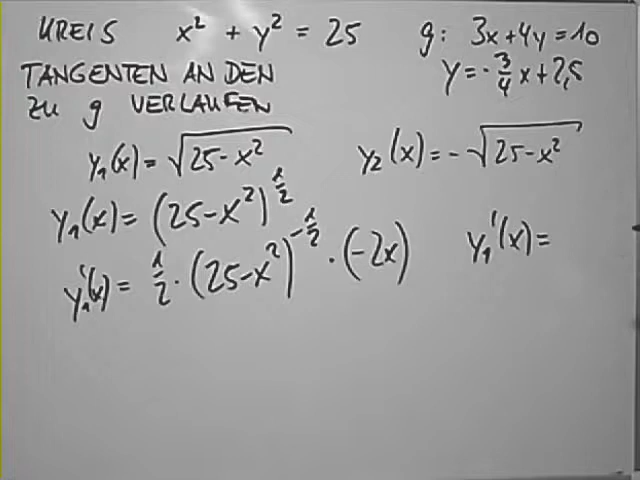 KREIS x² + y² = 25 g: 3x+4y=10
TANGENTEN AN DEN y=-3/4x+2,5
ZU g VERLAUFEN
y₁(x)=√(25-x²) y₂(x)=-√(25-x²)
y₁(x)=(25-x²)^(1/2)
y₁'(x)=1/2·(25-x²)^(-1/2)·(-2x) y₁'(x)=